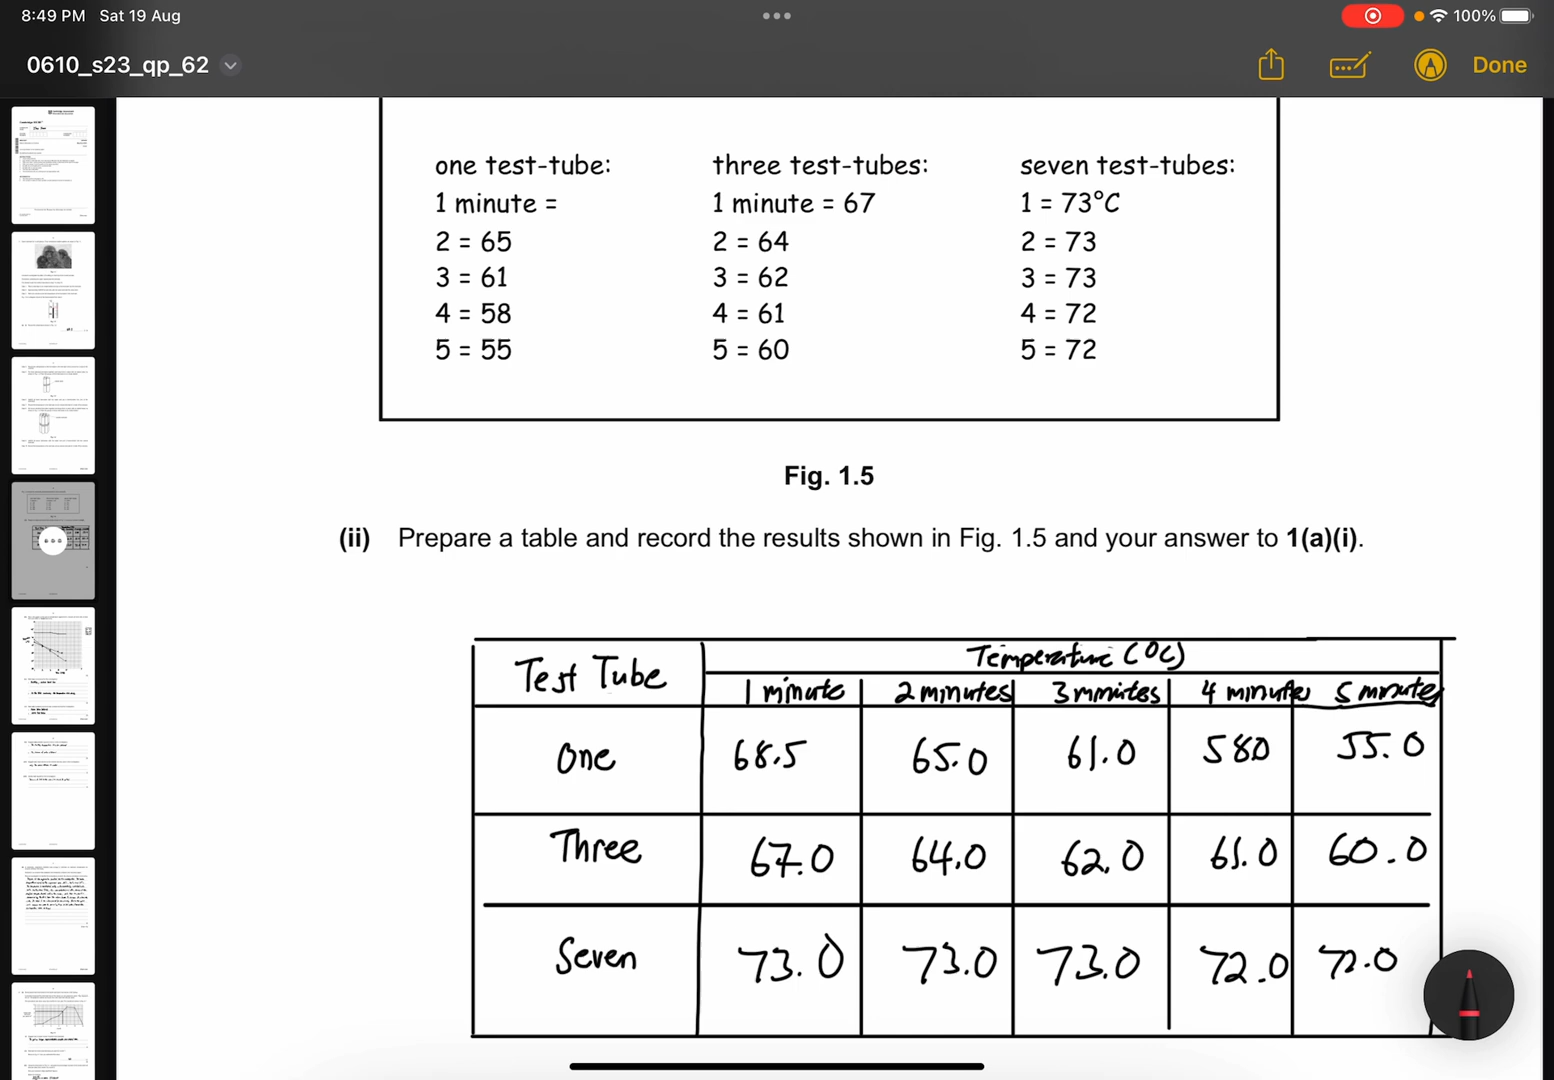 8:49 PM Sat 19 Aug
100%
0610_s23_qp_62
Done
one test-tube: three test-tubes: seven test-tubes:
1 minute = 1 minute = 67 1 = 73°C
2 = 65 2 = 64 2 = 73
3 = 61 3 = 62 3 = 73
4 = 58 4 = 61 4 = 72
5 = 55 5 = 60 5 = 72
Fig. 1.5
(ii) Prepare a table and record the results shown in Fig. 1.5 and your answer to 1(a)(i).
Test Tube Temperature (°C)
1 minute 2 minutes 3 minutes 4 minutes 5 minutes
One 68.5 65.0 61.0 580 55.0
Three 67.0 64.0 62.0 61.0 60.0
Seven 73.0 73.0 73.0 72.0 72.0